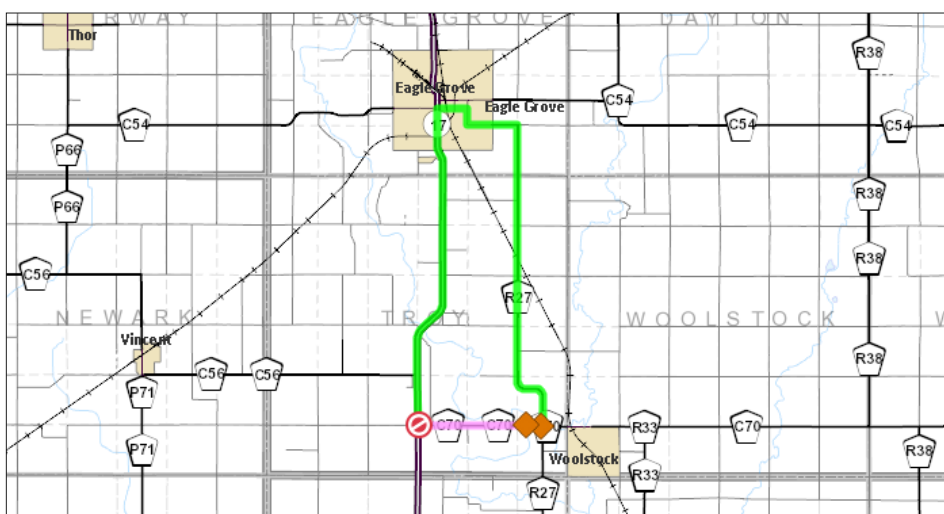 RWAY
EAGLE GROVE
DAYTON
Thor
R38
Eagle Grove
Eagle Grove
C54
C54
17
C54
C54
P66
P66
R38
R38
C56
R27
NEWARK
TROY
WOOLSTOCK
W
Vincent
C56
C56
R38
P71
C70
C70
70
R33
C70
P71
Woolstock
R38
R33
R27